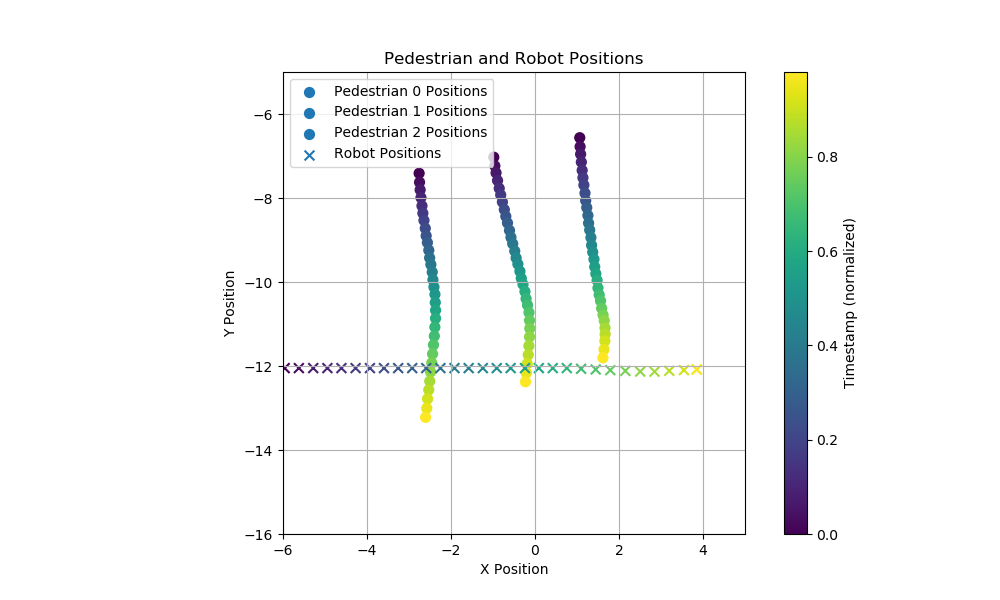 Pedestrian and Robot Positions
Pedestrian 0 Positions
Pedestrian 1 Positions
Pedestrian 2 Positions
Robot Positions
−6
−8
−10
−12
−14
−16
Y Position
−6 −4 −2 0 2 4
X Position
0.8
0.6
0.4
0.2
0.0
Timestamp (normalized)